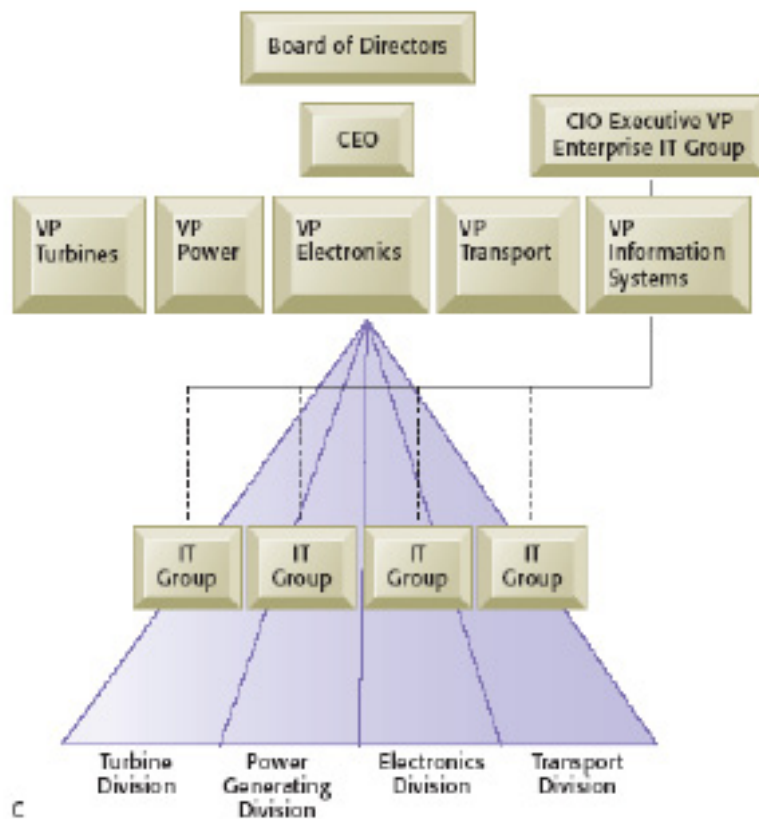 Board of Directors
CEO
CIO Executive VP
Enterprise IT Group
VP
Turbines
VP
Power
VP
Electronics
VP
Transport
VP
Information
Systems
IT
Group
IT
Group
IT
Group
IT
Group
Turbine
Division
Power
Generating
Division
Electronics
Division
Transport
Division
C